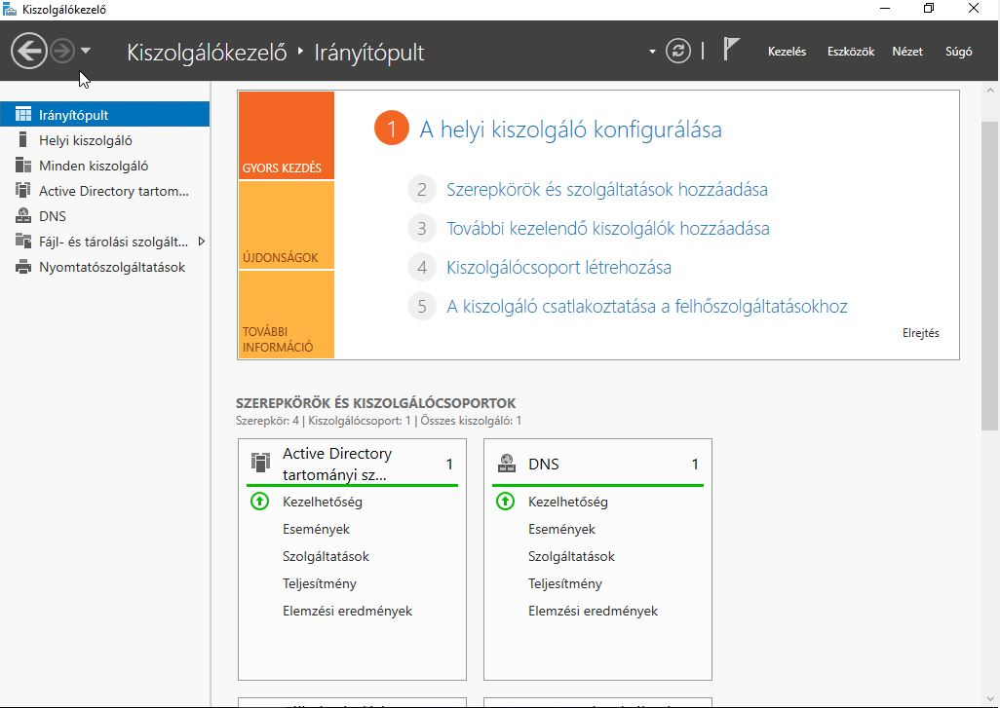 Kiszolgálókezelő
Kiszolgálókezelő ‣ Irányítópult
Kezelés Eszközök Nézet Súgó
Irányítópult
Helyi kiszolgáló
Minden kiszolgáló
Active Directory tartom...
DNS
Fájl- és tárolási szolgált...
Nyomtatószolgáltatások
GYORS KEZDÉS
ÚJDONSÁGOK
TOVÁBBI
INFORMÁCIÓ
1 A helyi kiszolgáló konfigurálása
2 Szerepkörök és szolgáltatások hozzáadása
3 További kezelendő kiszolgálók hozzáadása
4 Kiszolgálócsoport létrehozása
5 A kiszolgáló csatlakoztatása a felhőszolgáltatásokhoz
Elrejtés
SZEREPKÖRÖK ÉS KISZOLGÁLÓCSOPORTOK
Szerepkör: 4 | Kiszolgálócsoport: 1 | Összes kiszolgáló: 1
Active Directory
tartományi sz...
1
Kezelhetőség
Események
Szolgáltatások
Teljesítmény
Elemzési eredmények
DNS 1
Kezelhetőség
Események
Szolgáltatások
Teljesítmény
Elemzési eredmények